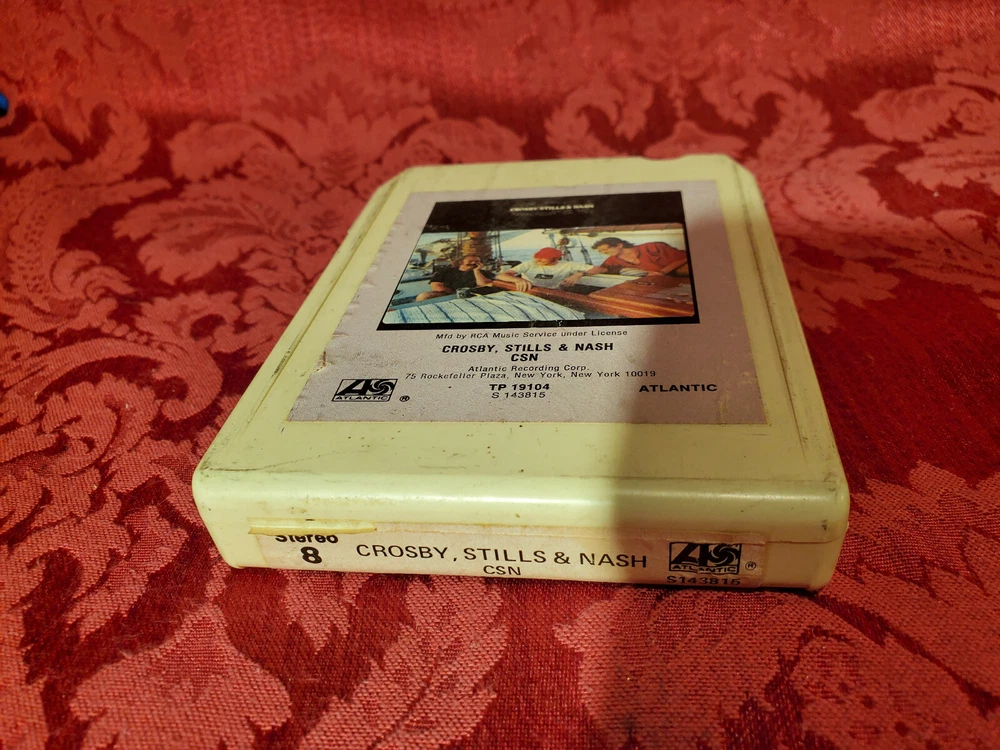 CROSBY STILLS & NASH
Mfd by RCA Music Service under License
CROSBY, STILLS & NASH
CSN
Atlantic Recording Corp.
75 Rockefeller Plaza, New York, New York 10019
ATLANTIC ®
TP 19104
S 143815
ATLANTIC
Stereo
8
CROSBY, STILLS & NASH
CSN
ATLANTIC ®
S143815